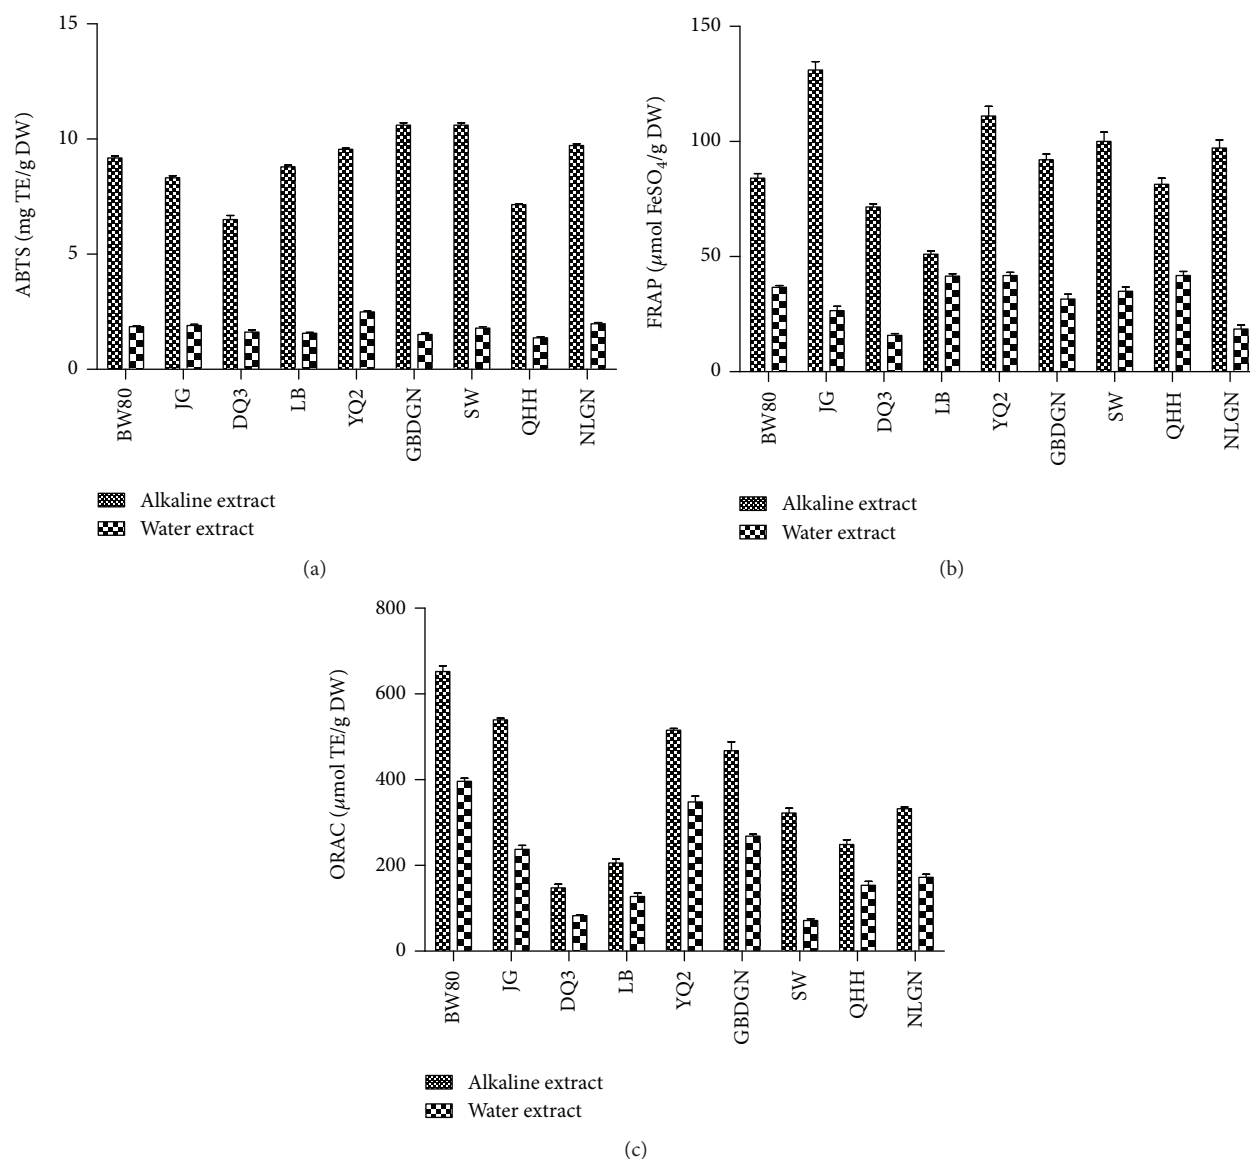 ABTS (mg TE/g DW)
15
10
5
0
BW80
JG
DQ3
LB
YQ2
GBDGN
SW
QHH
NLGN
Alkaline extract
Water extract
(a)
FRAP (μmol FeSO₄/g DW)
150
100
50
0
BW80
JG
DQ3
LB
YQ2
GBDGN
SW
QHH
NLGN
Alkaline extract
Water extract
(b)
ORAC (μmol TE/g DW)
800
600
400
200
0
BW80
JG
DQ3
LB
YQ2
GBDGN
SW
QHH
NLGN
Alkaline extract
Water extract
(c)